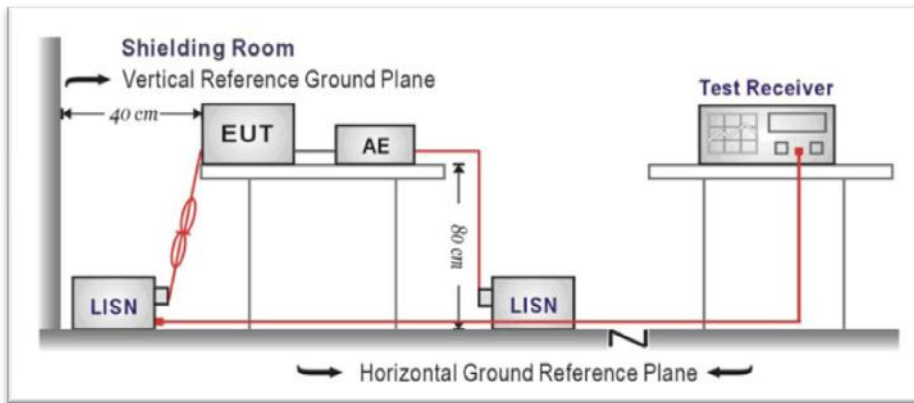 Shielding Room
Vertical Reference Ground Plane
40 cm
EUT
AE
Test Receiver
80 cm
LISN
LISN
Horizontal Ground Reference Plane